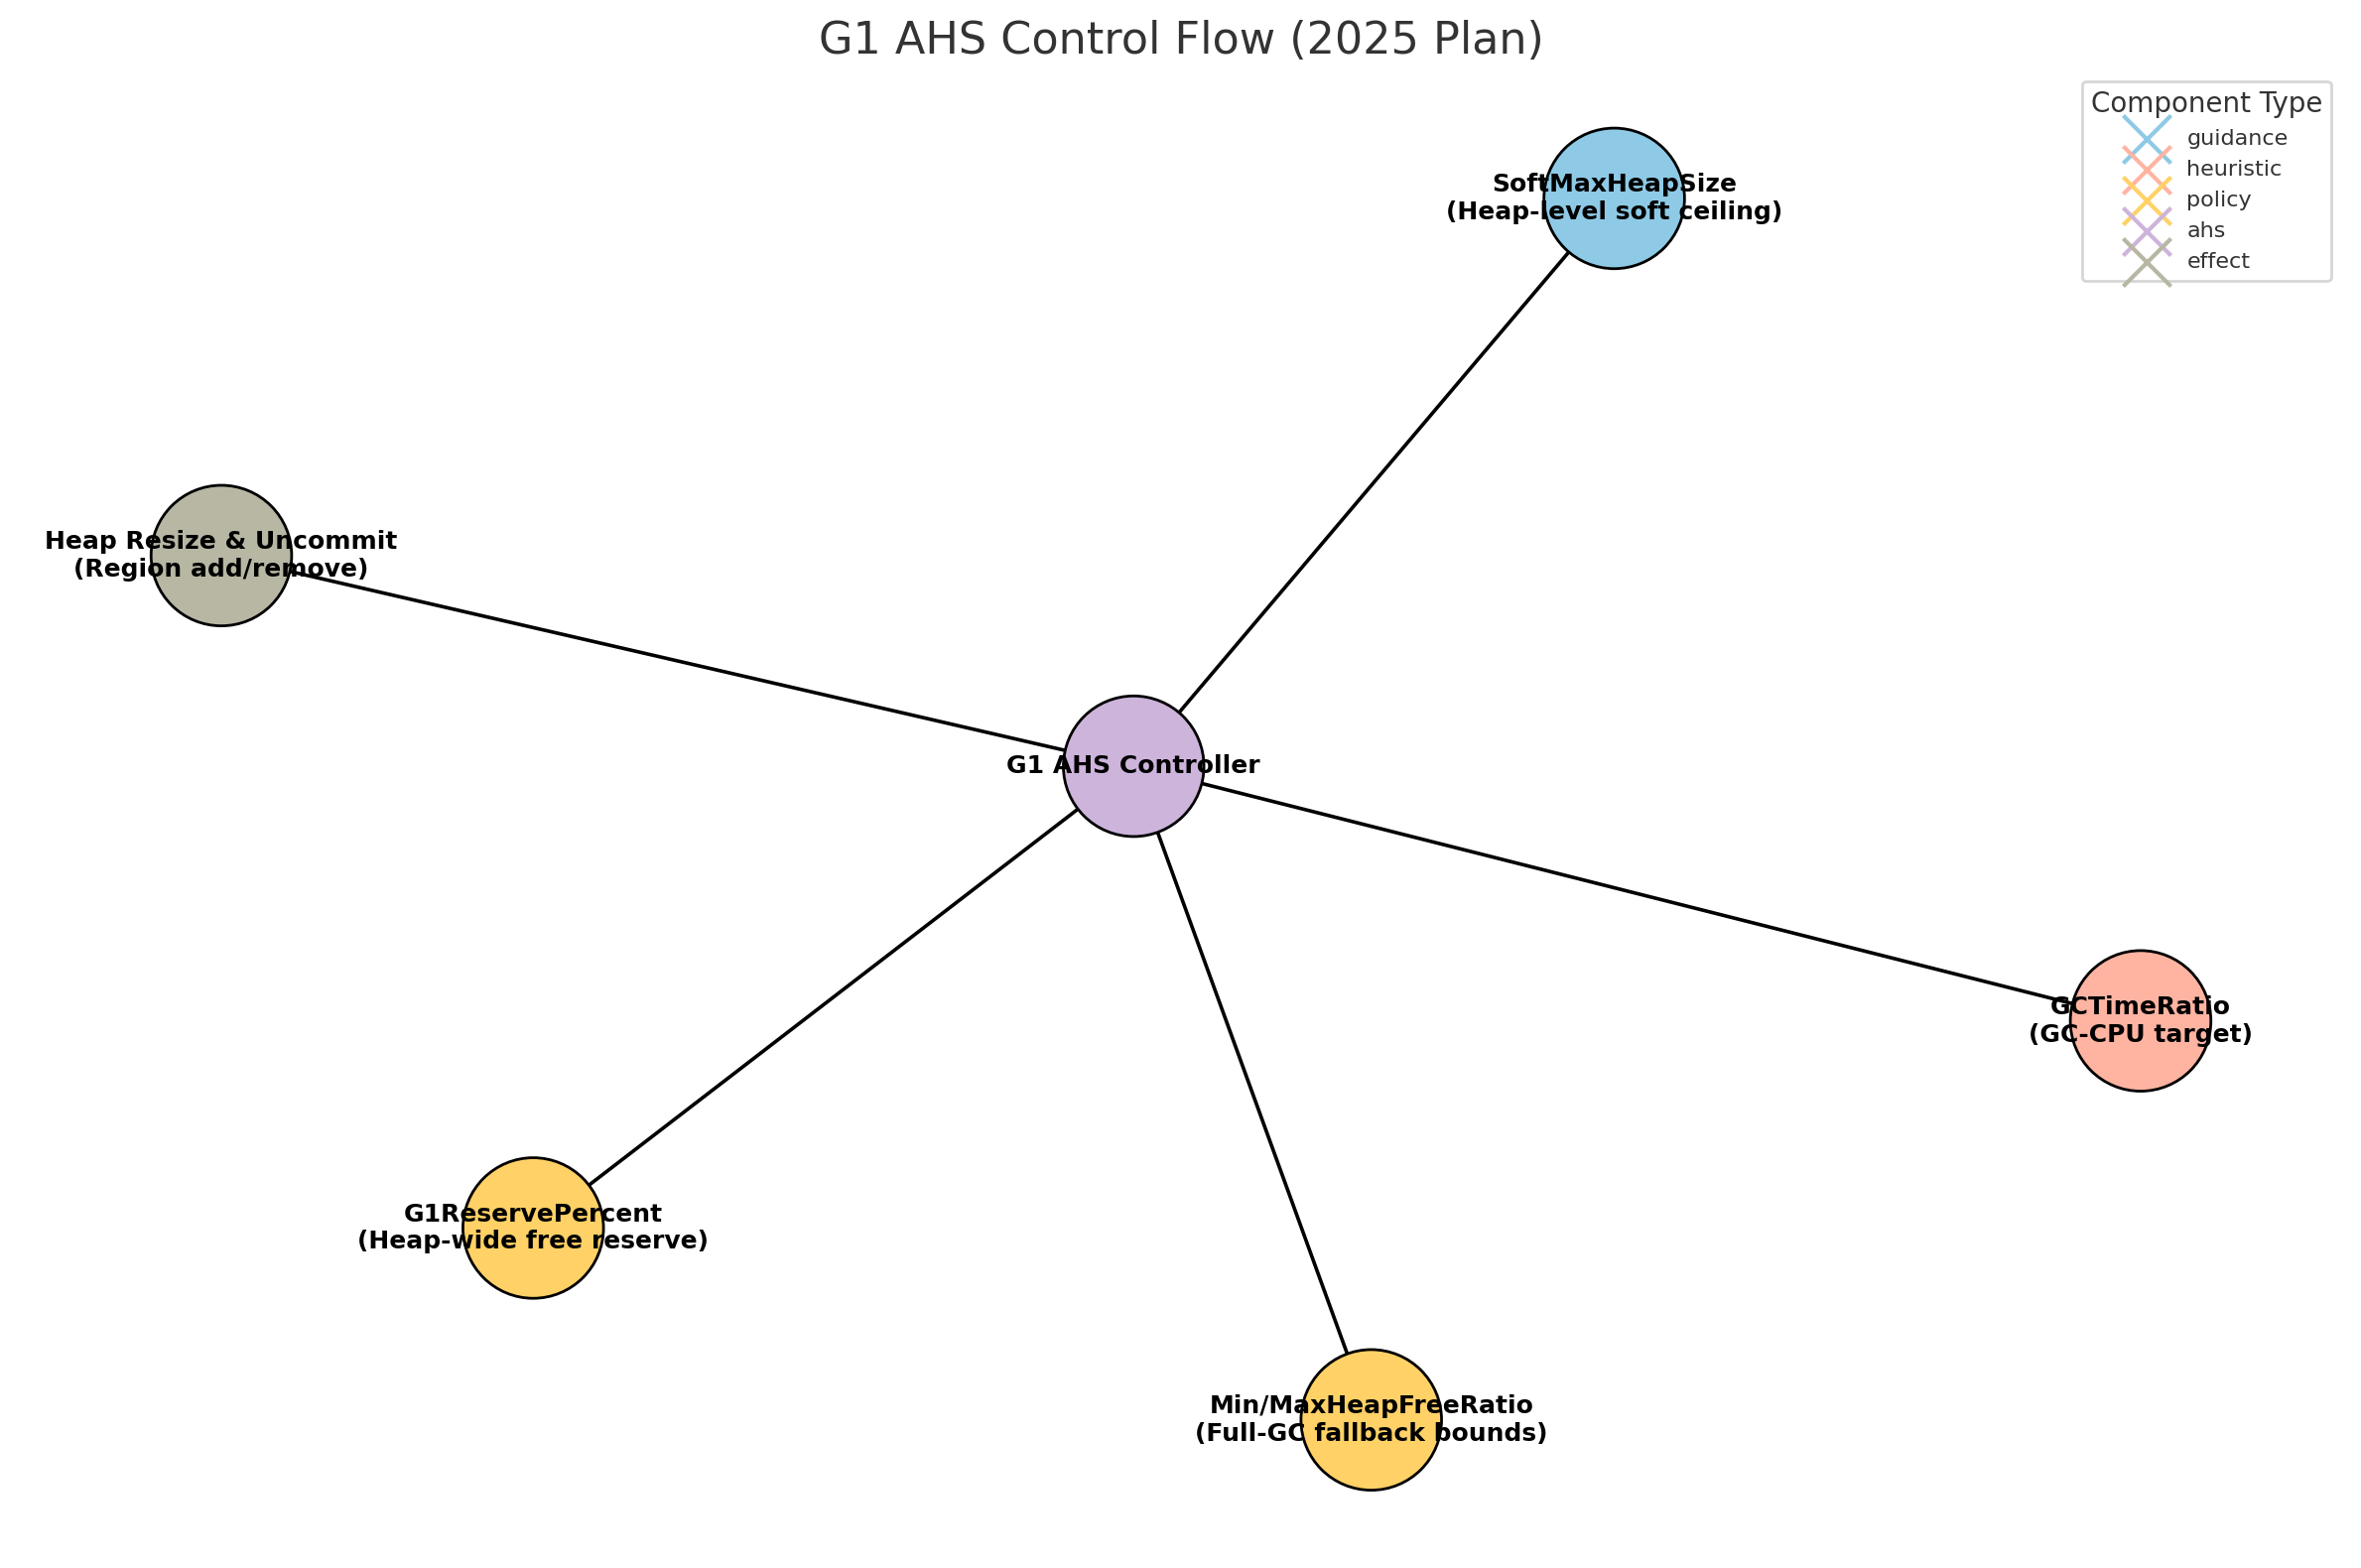 G1 AHS Control Flow (2025 Plan)
Component Type
guidance
heuristic
policy
ahs
effect
SoftMaxHeapSize
(Heap-level soft ceiling)
Heap Resize & Uncommit
(Region add/remove)
G1 AHS Controller
GCTimeRatio
(GC-CPU target)
G1ReservePercent
(Heap-wide free reserve)
Min/MaxHeapFreeRatio
(Full-GC fallback bounds)